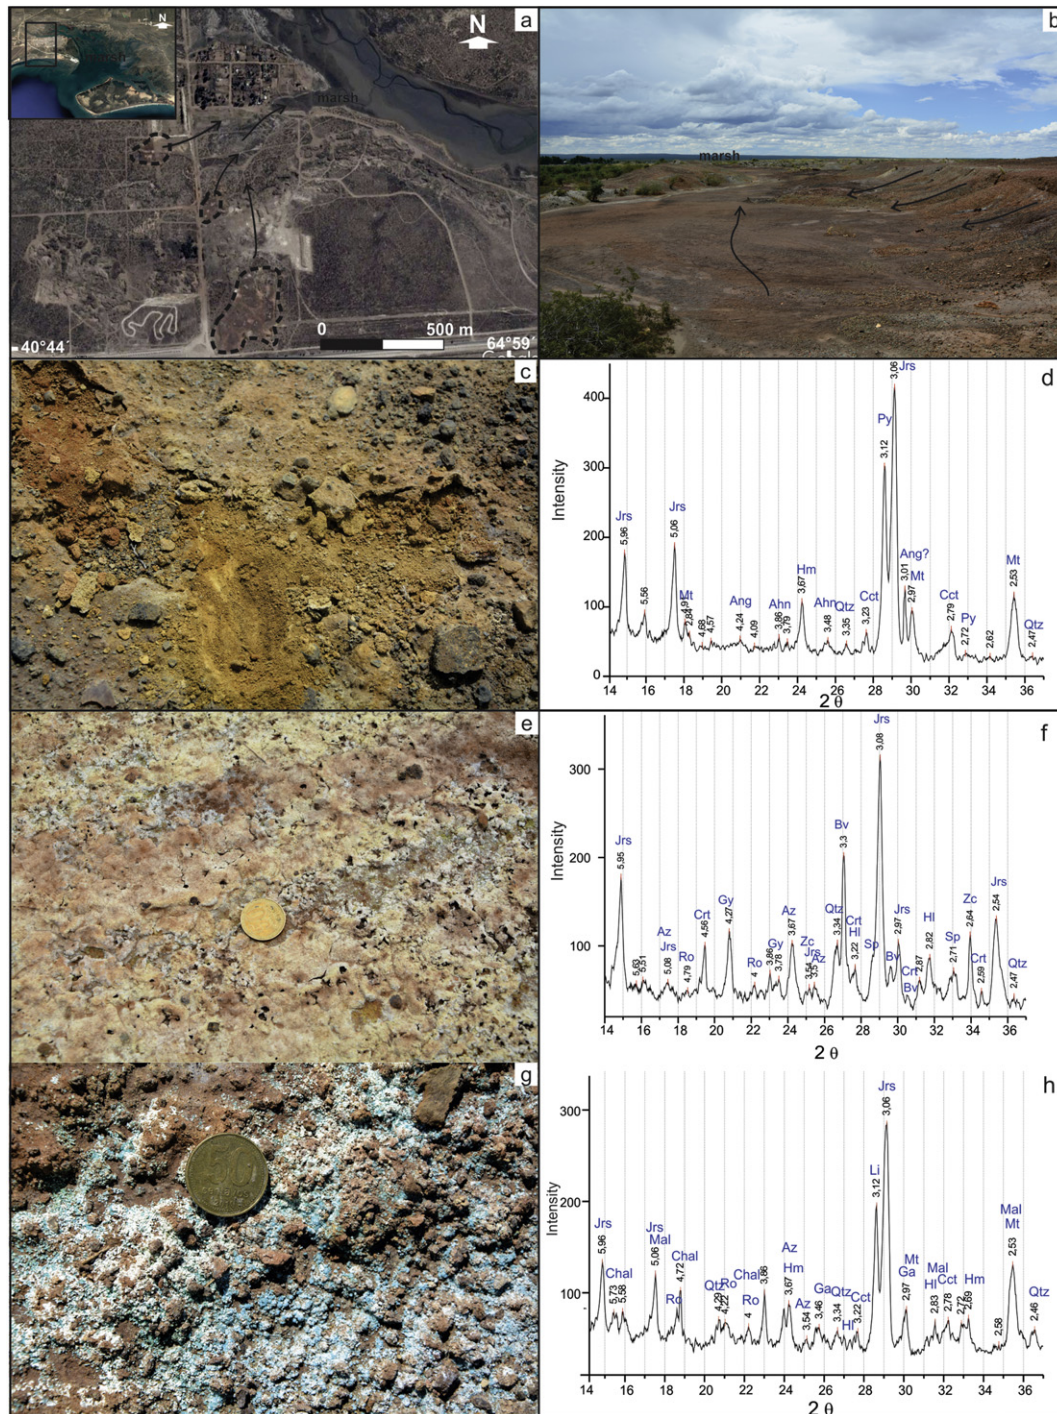 a
N
N
marsh
0 500 m
40°44´ 64°59´
b
marsh
c
d
Intensity
400
300
200
100
0
Jrs 5,96
5,56
Jrs 5,06
Mt 4,91
2,84
4,68
4,57
Ang 4,24
4,09
Ahn 3,86
3,79
Hm 3,67
Ahn 3,48
Qtz 3,35
Cct 3,23
Py 3,12
Jrs 3,06
Ang? 3,01
Mt 2,97
Cct 2,79
Py 2,72
2,62
Mt 2,53
Qtz 2,47
14 16 18 20 22 24 26 28 30 32 34 36
2 θ
e
f
Intensity
300
200
100
Jrs 5,95
5,63
5,51
Az Jrs 5,08
Ro 4,79
Crt 4,56
Gy 4,27
Ro 4
Gy 3,86
3,78
Az 3,67
Zc Jrs 3,54
Az 3,5
Qtz 3,34
Bv 3,3
Crt Hl 3,22
Sp
Jrs 3,08
Bv
Jrs 2,97
Crt Bv
2,87
Hl 2,82
Sp 2,71
Zc 2,64
Crt 2,59
Jrs 2,54
Qtz 2,47
14 16 18 20 22 24 26 28 30 32 34 36
2 θ
g
50
h
Intensity
300
200
100
Jrs 5,96
Chal 5,73
5,58
Jrs Mal 5,06
Ro
Chal 4,72
Qtz 4,29
Ro 4,22
Chal Ro 4
3,86
Az Hm 3,67
Az 3,54
Ga 3,46
Qtz 3,34
Hl
Cct 3,22
Li 3,12
Jrs 3,06
Mt Ga 2,97
Mal Hl 2,83
Cct 2,78
2,72
Hm 2,69
2,58
Mal Mt 2,53
Qtz 2,46
14 16 18 20 22 24 26 28 30 32 34 36
2 θ